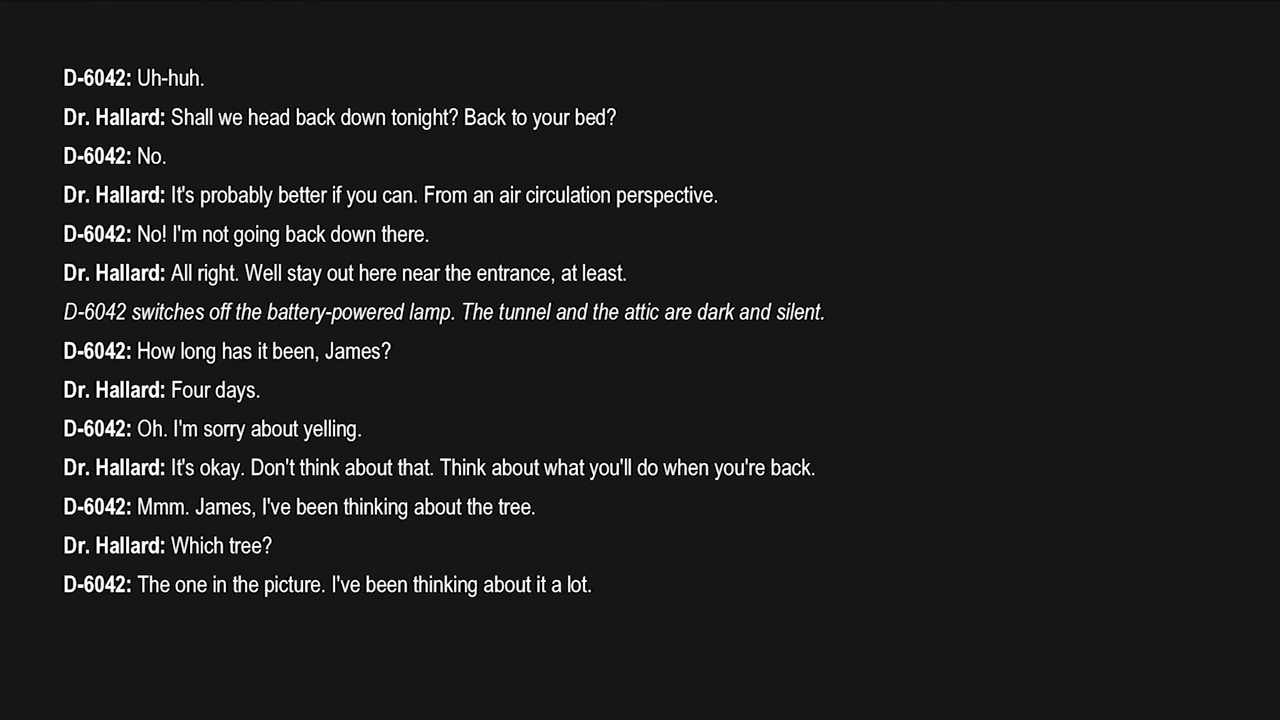 D-6042: Uh-huh.
Dr. Hallard: Shall we head back down tonight? Back to your bed?
D-6042: No.
Dr. Hallard: It's probably better if you can. From an air circulation perspective.
D-6042: No! I'm not going back down there.
Dr. Hallard: All right. Well stay out here near the entrance, at least.
D-6042 switches off the battery-powered lamp. The tunnel and the attic are dark and silent.
D-6042: How long has it been, James?
Dr. Hallard: Four days.
D-6042: Oh. I'm sorry about yelling.
Dr. Hallard: It's okay. Don't think about that. Think about what you'll do when you're back.
D-6042: Mmm. James, I've been thinking about the tree.
Dr. Hallard: Which tree?
D-6042: The one in the picture. I've been thinking about it a lot.